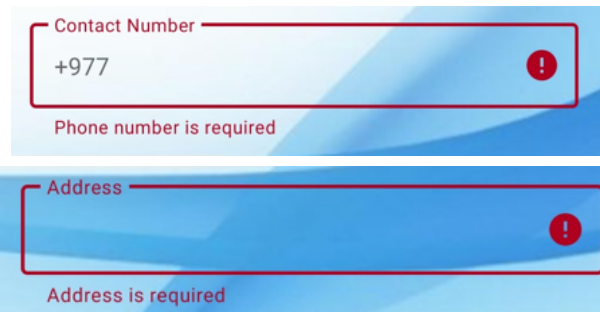 Contact Number
+977
Phone number is required
Address
Address is required